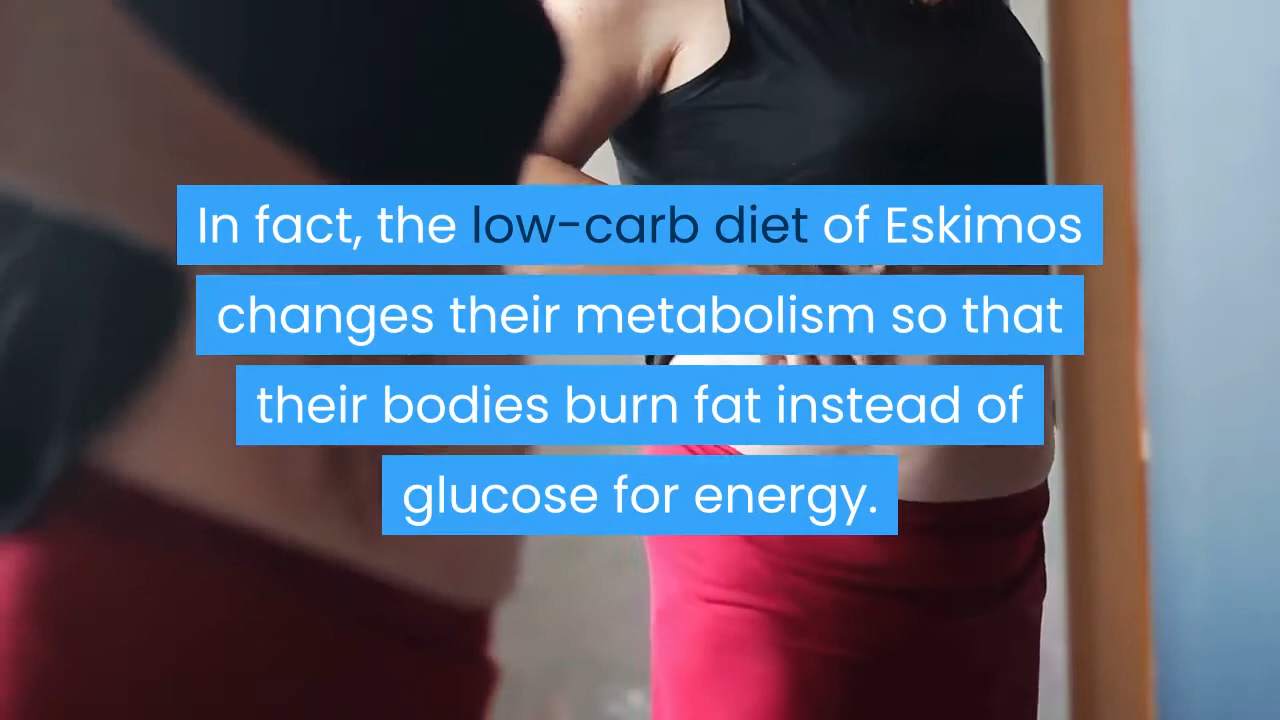 In fact, the low-carb diet of Eskimos
changes their metabolism so that
their bodies burn fat instead of
glucose for energy.